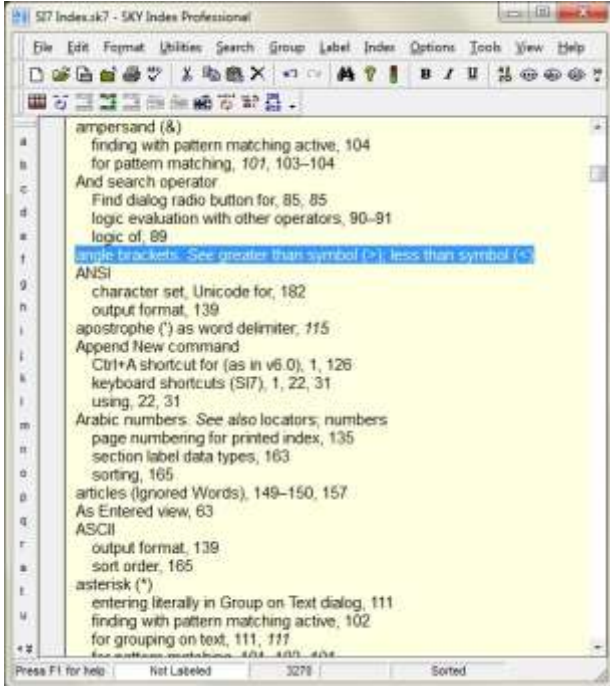 SI7 Index.sk7 - SKY Index Professional
File Edit Format Utilities Search Group Label Index Options Tools View Help
B I U
ampersand (&)
finding with pattern matching active, 104
for pattern matching, 101, 103–104
And search operator
Find dialog radio button for, 85, 85
logic evaluation with other operators, 90–91
logic of, 89
angle brackets. See greater than symbol (>); less than symbol (<)
ANSI
character set, Unicode for, 182
output format, 139
apostrophe (') as word delimiter, 115
Append New command
Ctrl+A shortcut for (as in v6.0), 1, 126
keyboard shortcuts (SI7), 1, 22, 31
using, 22, 31
Arabic numbers. See also locators; numbers
page numbering for printed index, 135
section label data types, 163
sorting, 165
articles (Ignored Words), 149–150, 157
As Entered view, 63
ASCII
output format, 139
sort order, 165
asterisk (*)
entering literally in Group on Text dialog, 111
finding with pattern matching active, 102
for grouping on text, 111, 111
for pattern matching, 101, 102, 104
a
b
c
d
e
f
g
h
i
j
k
l
m
n
o
p
q
r
s
t
u
Press F1 for help Not Labeled 3270 Sorted